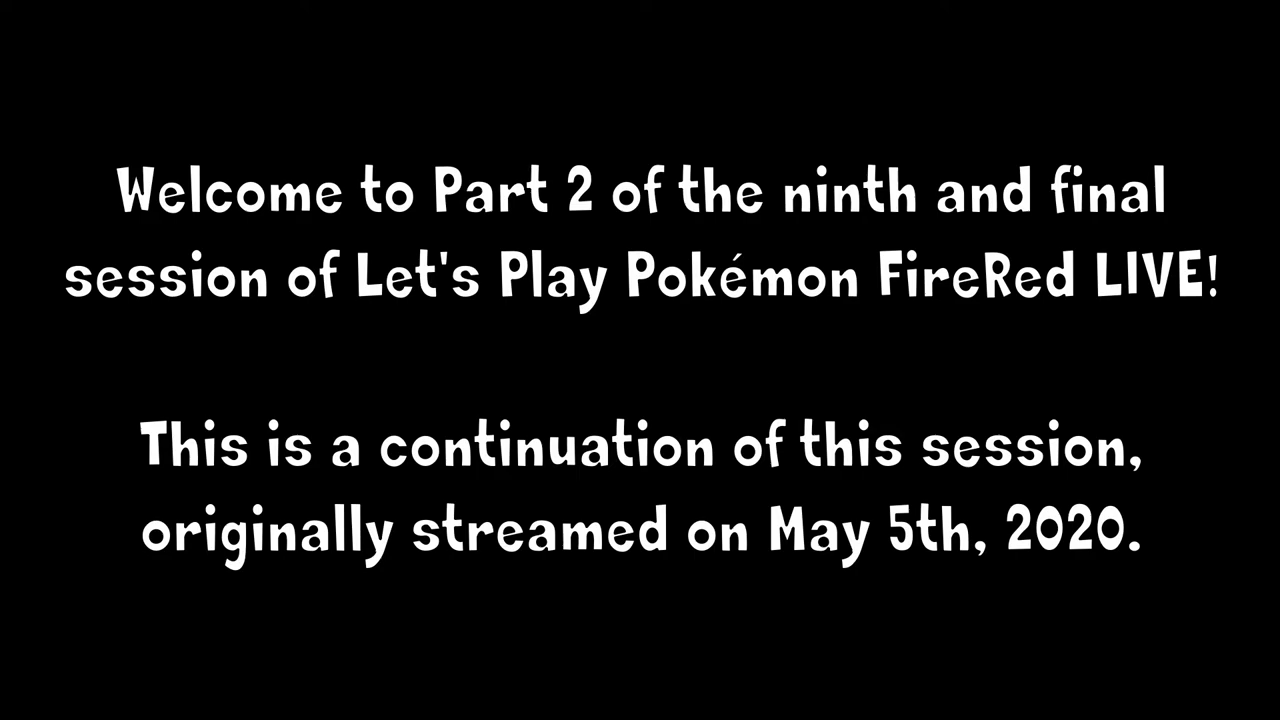 Welcome to Part 2 of the ninth and final
session of Let's Play Pokémon FireRed LIVE!
This is a continuation of this session,
originally streamed on May 5th, 2020.